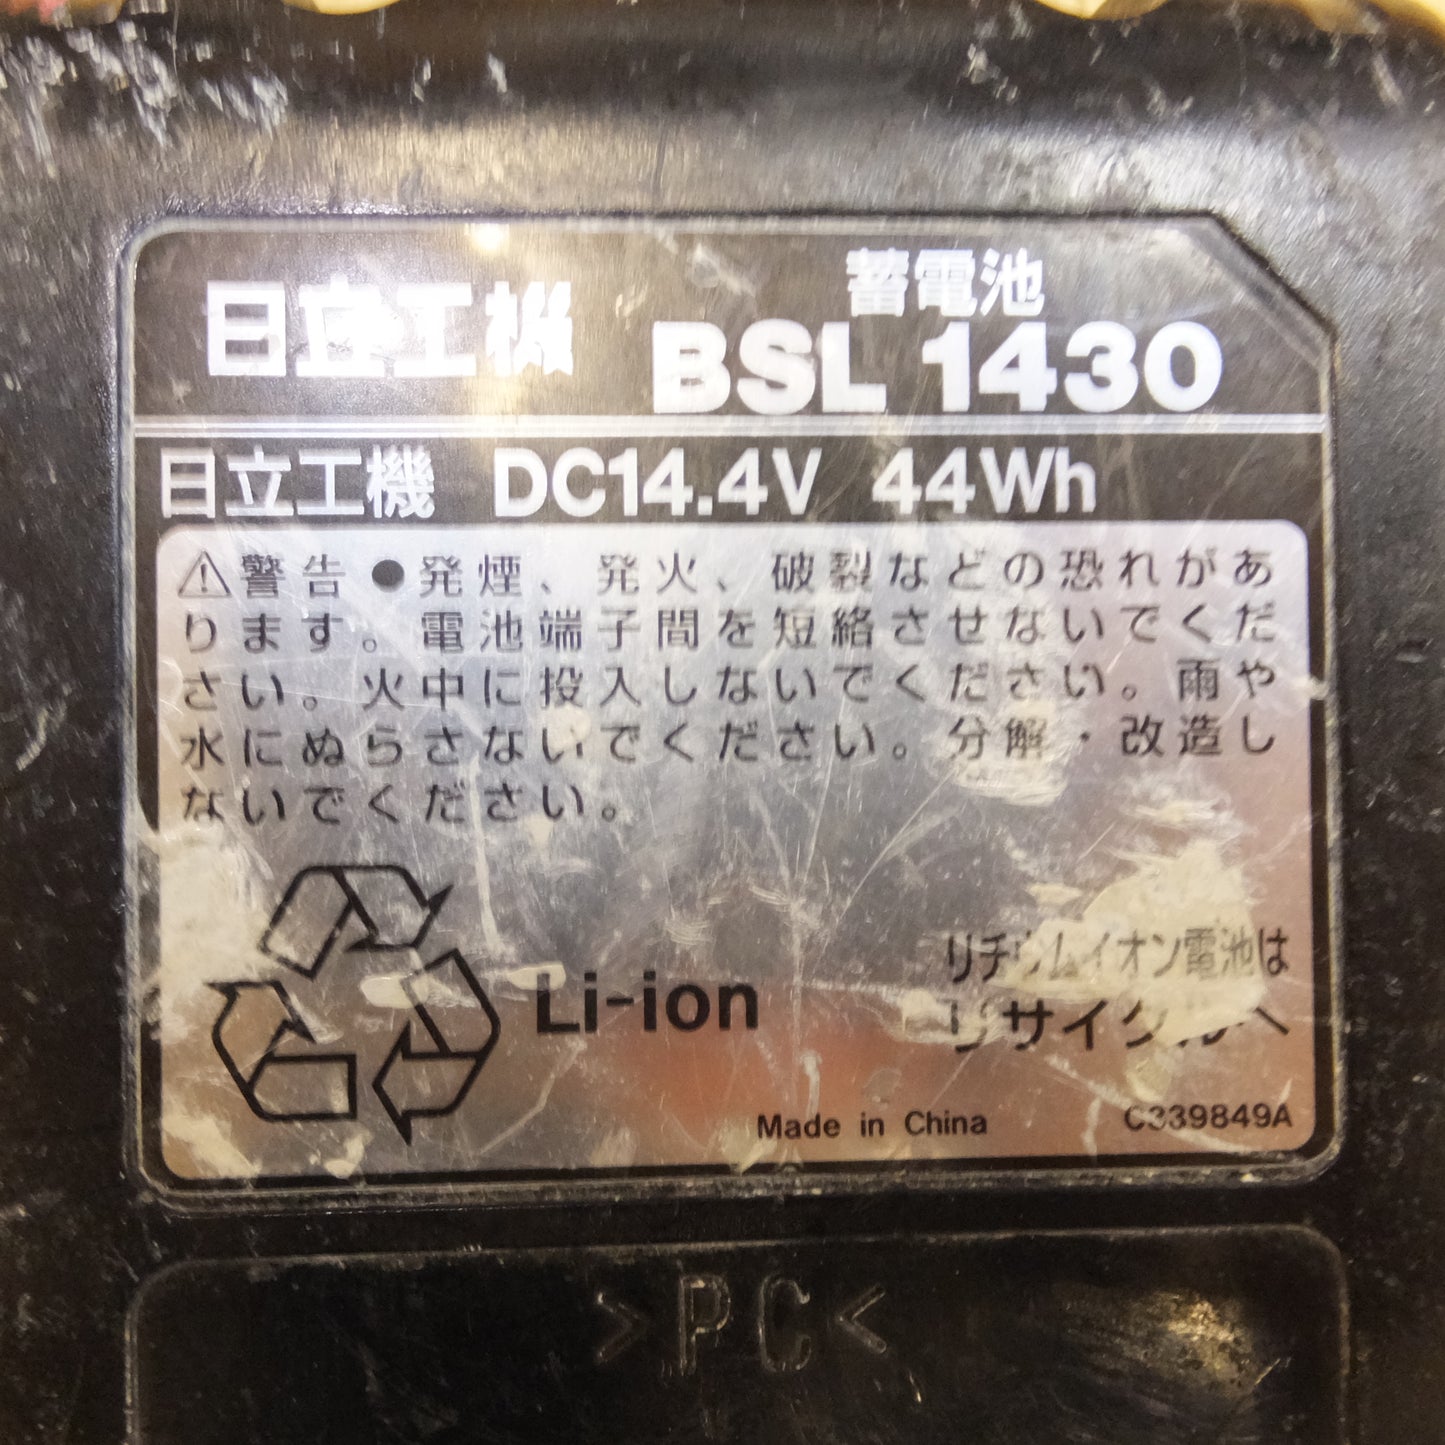 日立工機
蓄電池
BSL 1430
日立工機 DC14.4V 44Wh
⚠警告 ●発煙、発火、破裂などの恐れがあ
ります。電池端子間を短絡させないでくだ
さい。火中に投入しないでください。雨や
水にぬらさないでください。分解・改造し
ないでください。
Li-ion
リチウムイオン電池は
リサイクルへ
Made in China
C339849A
>PC<